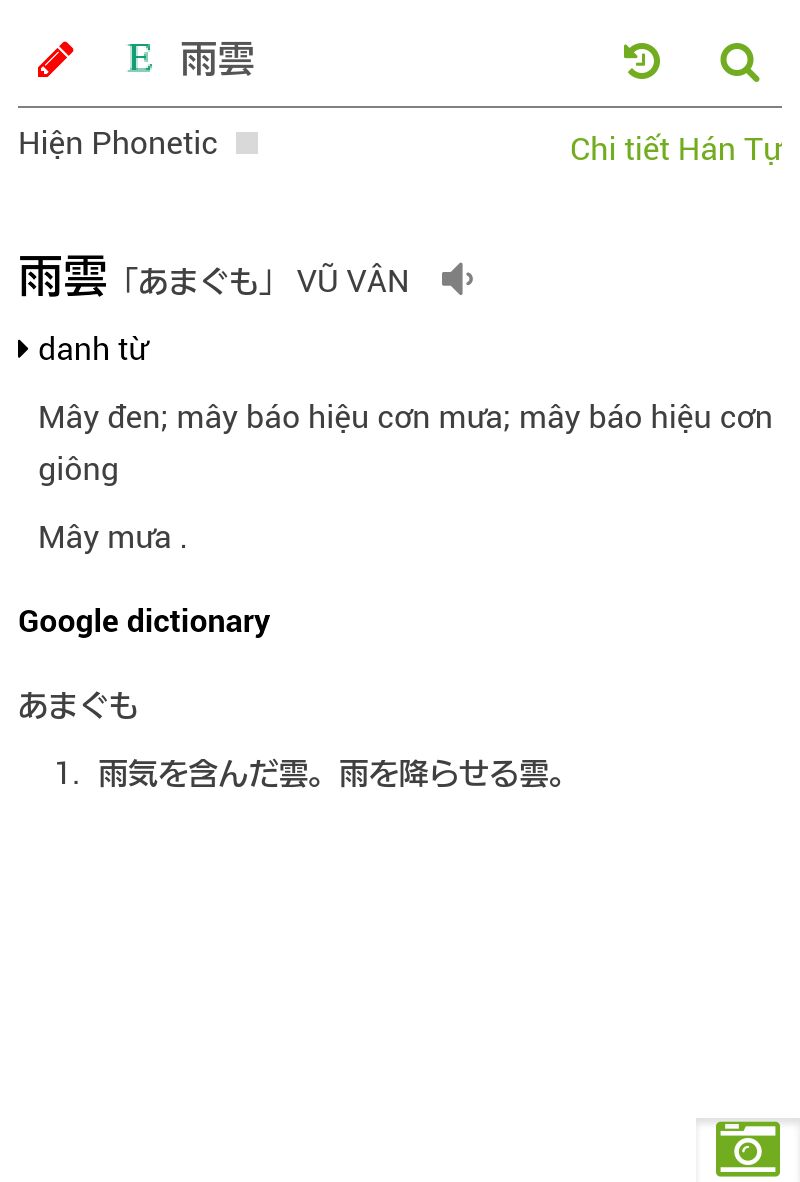 E 雨雲
Hiện Phonetic
Chi tiết Hán Tự
雨雲「あまぐも」 VŨ VÂN
danh từ
Mây đen; mây báo hiệu cơn mưa; mây báo hiệu cơn
giông
Mây mưa .
Google dictionary
あまぐも
1. 雨気を含んだ雲。雨を降らせる雲。